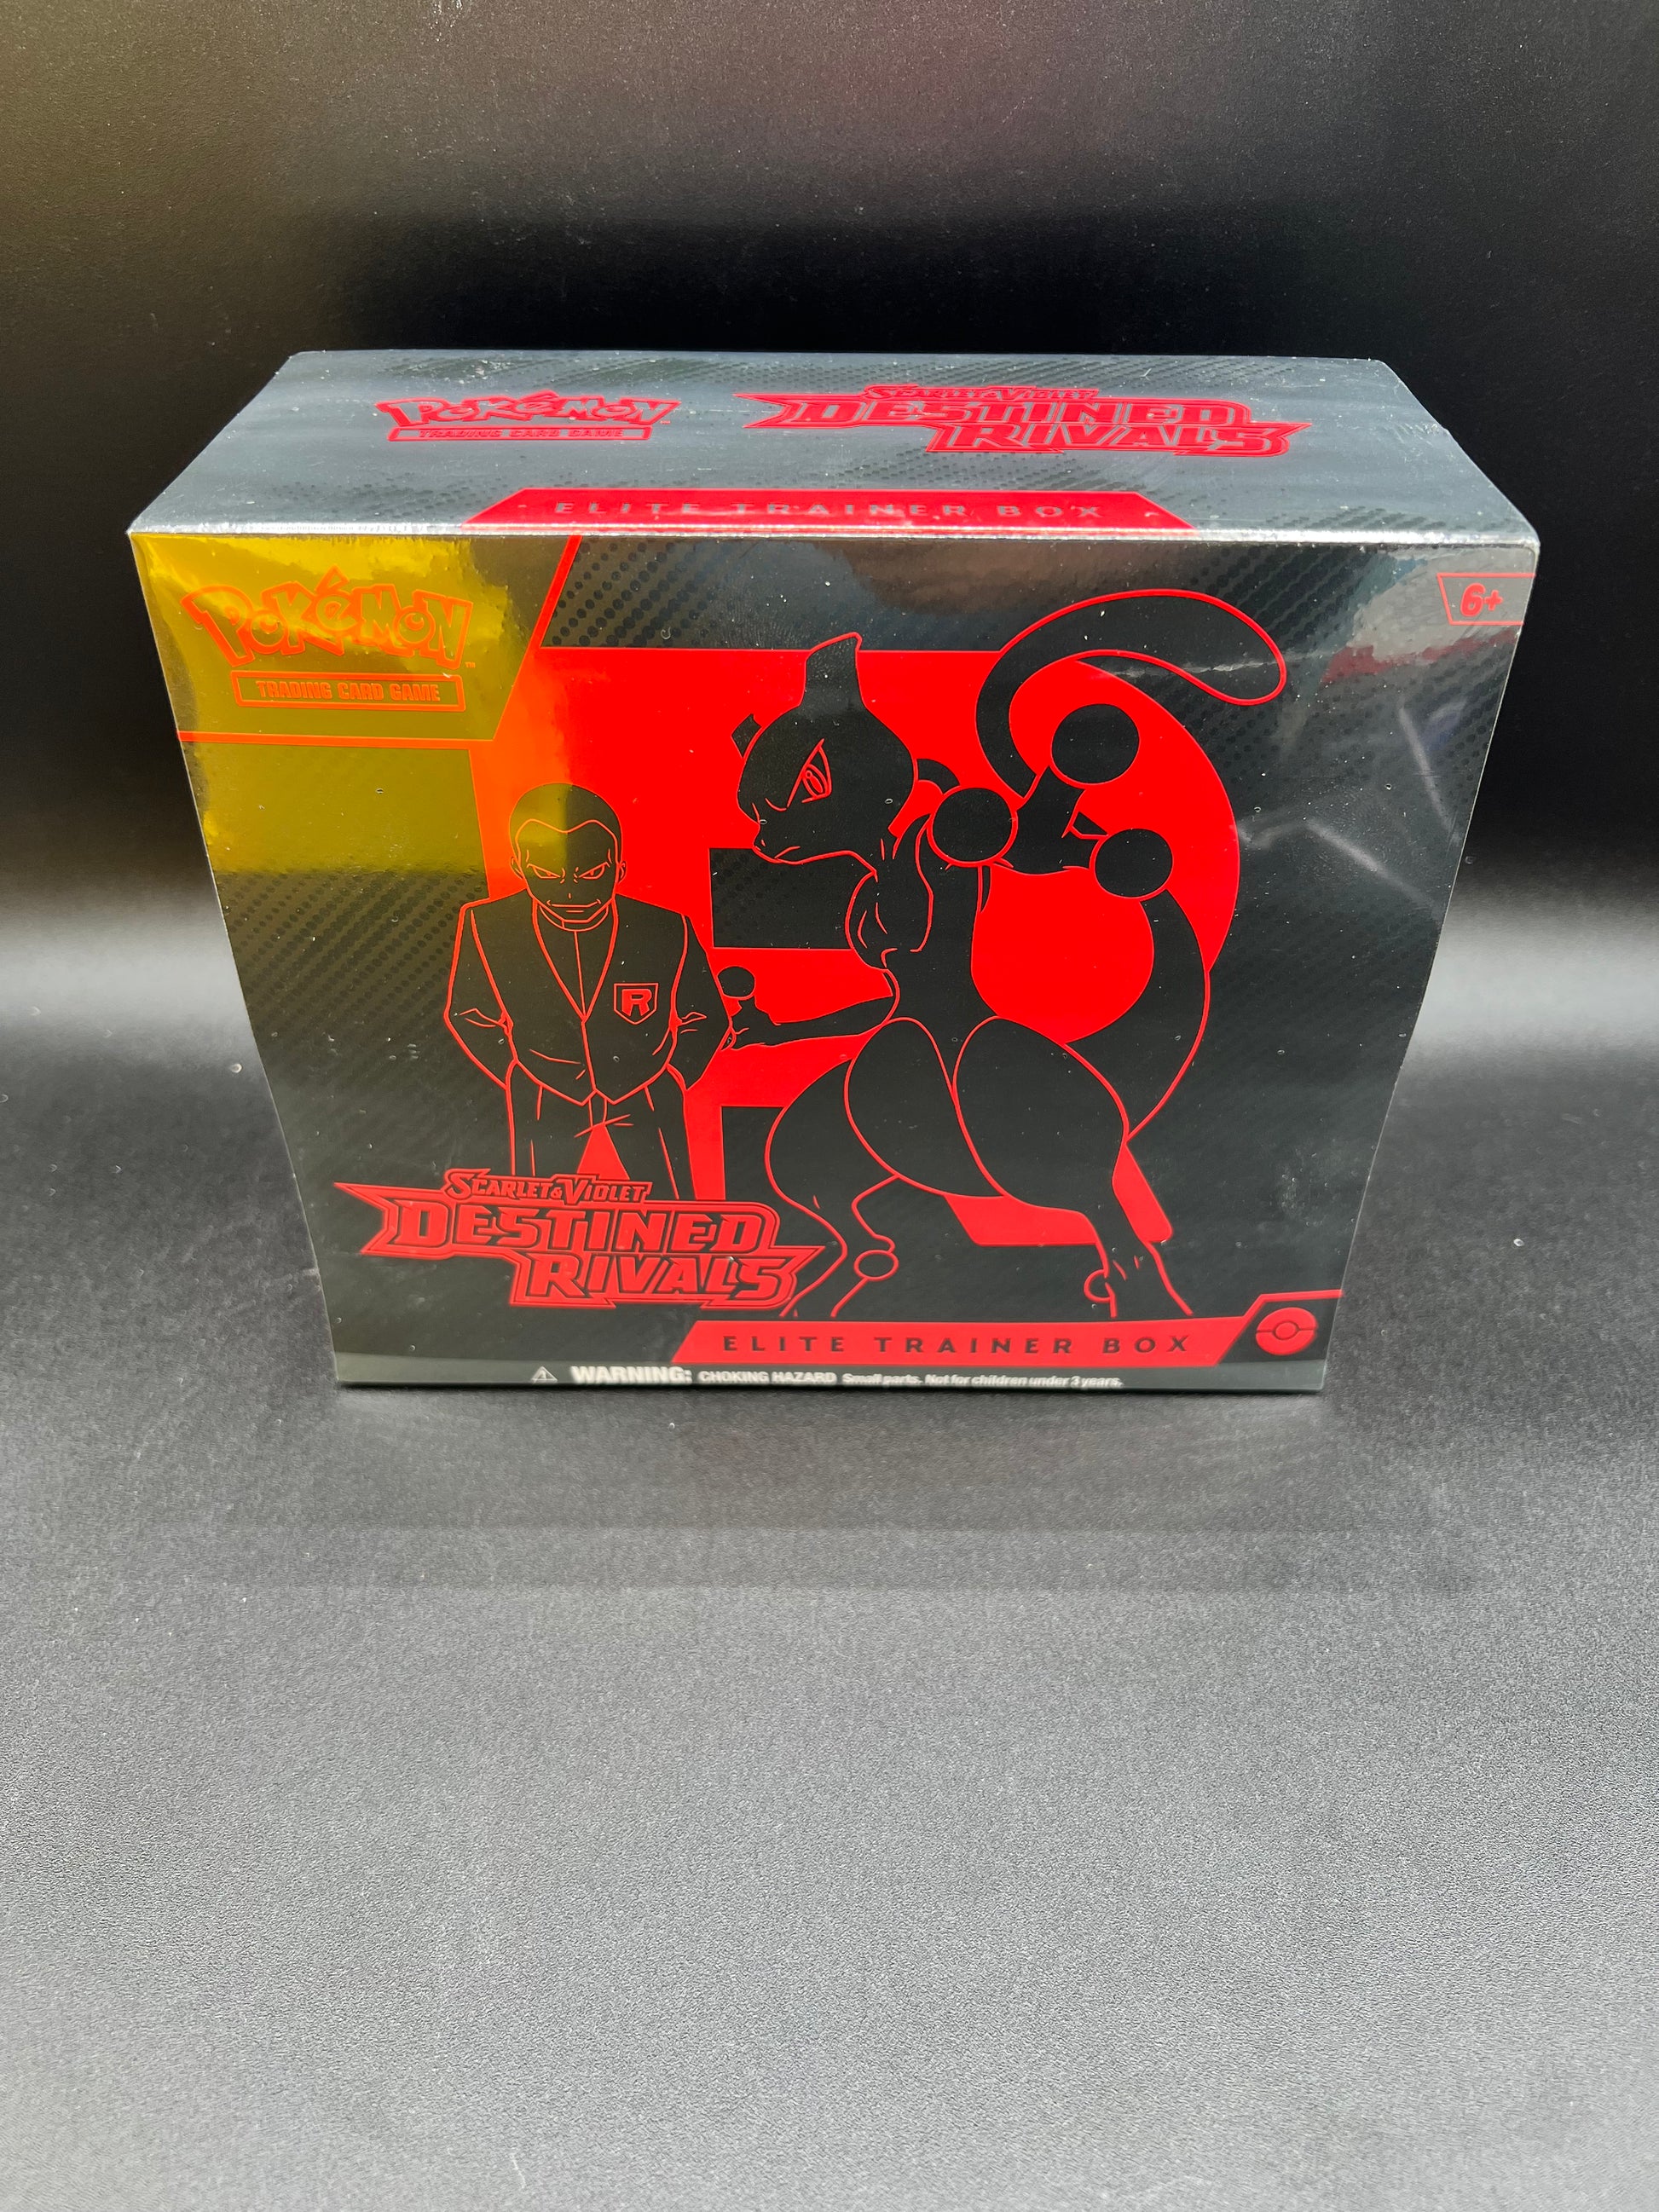 POKéMON
TRADING CARD GAME
SCARLET & VIOLET
DESTINED
RIVALS
ELITE TRAINER BOX
POKéMON™
TRADING CARD GAME
6+
R
SCARLET & VIOLET
DESTINED
RIVALS
ELITE TRAINER BOX
WARNING: CHOKING HAZARD Small parts. Not for children under 3 years.